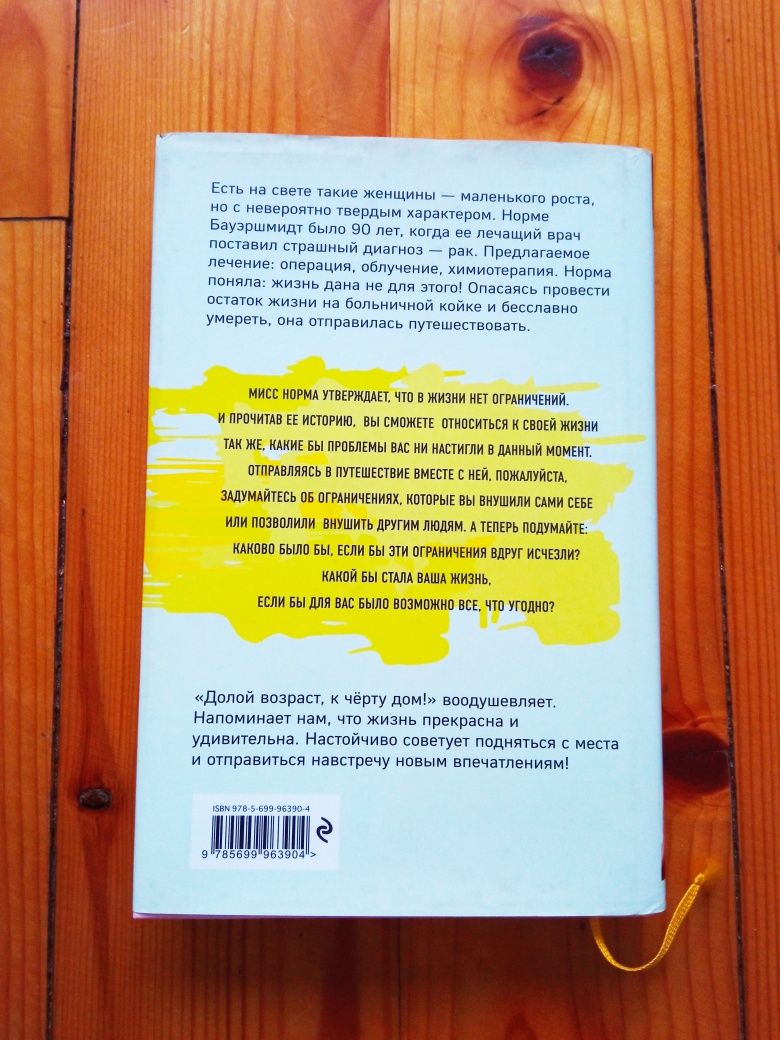 Есть на свете такие женщины — маленького роста,
но с невероятно твердым характером. Норме
Бауэршмидт было 90 лет, когда ее лечащий врач
поставил страшный диагноз — рак. Предлагаемое
лечение: операция, облучение, химиотерапия. Норма
поняла: жизнь дана не для этого! Опасаясь провести
остаток жизни на больничной койке и бесславно
умереть, она отправилась путешествовать.
МИСС НОРМА УТВЕРЖДАЕТ, ЧТО В ЖИЗНИ НЕТ ОГРАНИЧЕНИЙ.
И ПРОЧИТАВ ЕЕ ИСТОРИЮ, ВЫ СМОЖЕТЕ ОТНОСИТЬСЯ К СВОЕЙ ЖИЗНИ
ТАК ЖЕ, КАКИЕ БЫ ПРОБЛЕМЫ ВАС НИ НАСТИГЛИ В ДАННЫЙ МОМЕНТ.
ОТПРАВЛЯЯСЬ В ПУТЕШЕСТВИЕ ВМЕСТЕ С НЕЙ, ПОЖАЛУЙСТА,
ЗАДУМАЙТЕСЬ ОБ ОГРАНИЧЕНИЯХ, КОТОРЫЕ ВЫ ВНУШИЛИ САМИ СЕБЕ
ИЛИ ПОЗВОЛИЛИ ВНУШИТЬ ДРУГИМ ЛЮДЯМ. А ТЕПЕРЬ ПОДУМАЙТЕ:
КАКОВО БЫЛО БЫ, ЕСЛИ БЫ ЭТИ ОГРАНИЧЕНИЯ ВДРУГ ИСЧЕЗЛИ?
КАКОЙ БЫ СТАЛА ВАША ЖИЗНЬ,
ЕСЛИ БЫ ДЛЯ ВАС БЫЛО ВОЗМОЖНО ВСЕ, ЧТО УГОДНО?
«Долой возраст, к чёрту дом!» воодушевляет.
Напоминает нам, что жизнь прекрасна и
удивительна. Настойчиво советует подняться с места
и отправиться навстречу новым впечатлениям!
ISBN 978-5-699-96390-4
9 785699 963904 >